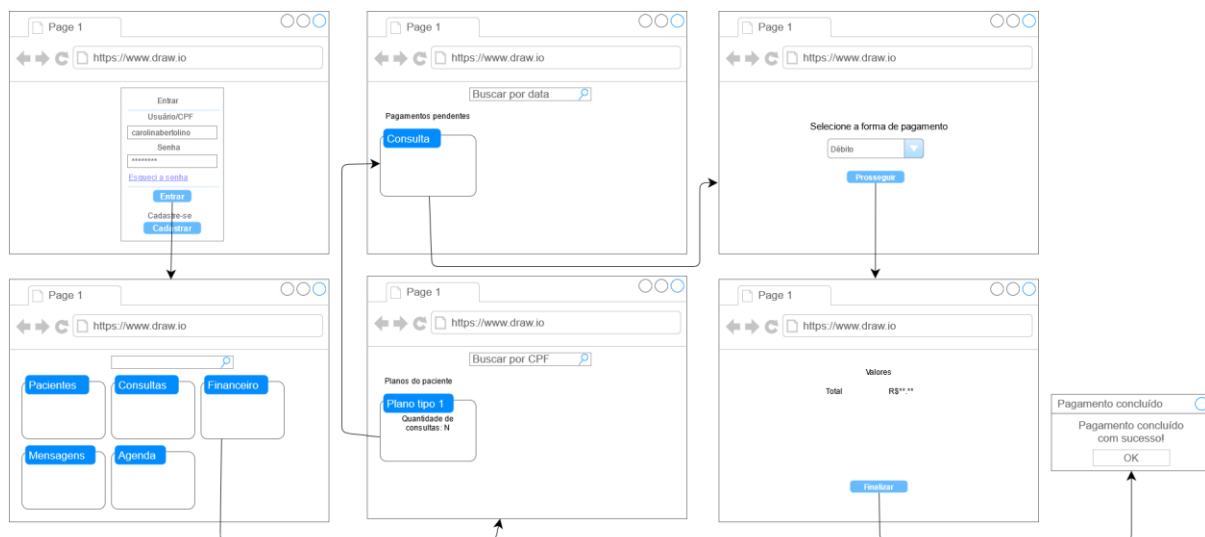 Page 1
https://www.draw.io
Entrar
Usuário/CPF
carolinabertolino
Senha
********
Esqueci a senha
Entrar
Cadastre-se
Cadastrar
Page 1
https://www.draw.io
Buscar por data
Pagamentos pendentes
Consulta
Page 1
https://www.draw.io
Selecione a forma de pagamento
Débito
Prosseguir
Page 1
https://www.draw.io
Pacientes
Consultas
Financeiro
Mensagens
Agenda
Page 1
https://www.draw.io
Buscar por CPF
Planos do paciente
Plano tipo 1
Quantidade de
consultas: N
Page 1
https://www.draw.io
Valores
Total R$**.**
Finalizar
Pagamento concluído
Pagamento concluído
com sucesso!
OK